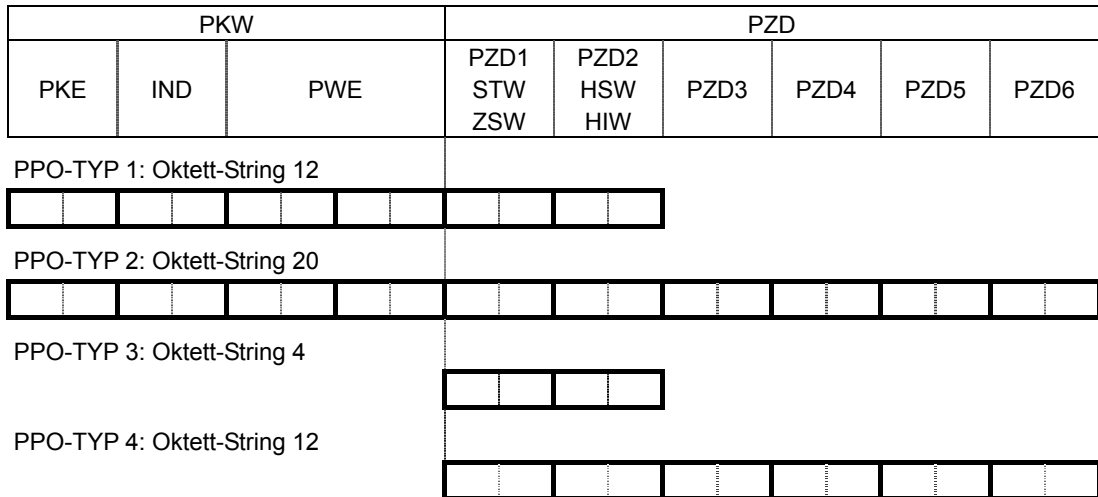 PKW PZD
PKE IND PWE PZD1 STW ZSW PZD2 HSW HIW PZD3 PZD4 PZD5 PZD6
PPO-TYP 1: Oktett-String 12
PPO-TYP 2: Oktett-String 20
PPO-TYP 3: Oktett-String 4
PPO-TYP 4: Oktett-String 12